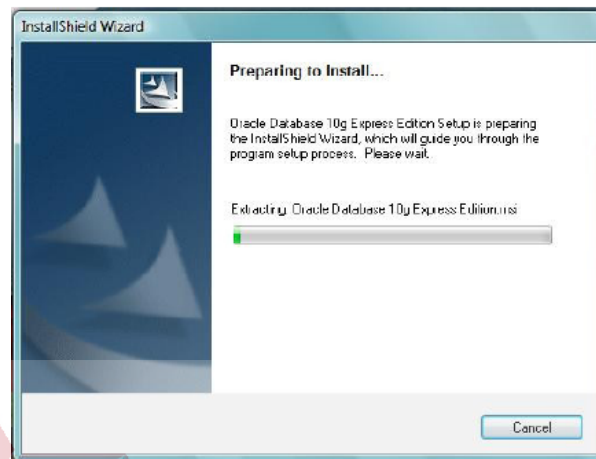 InstallShield Wizard
Preparing to Install...
Oracle Database 10g Express Edition Setup is preparing
the InstallShield Wizard, which will guide you through the
program setup process. Please wait.
Extracting: Oracle Database 10g Express Edition.msi
Cancel